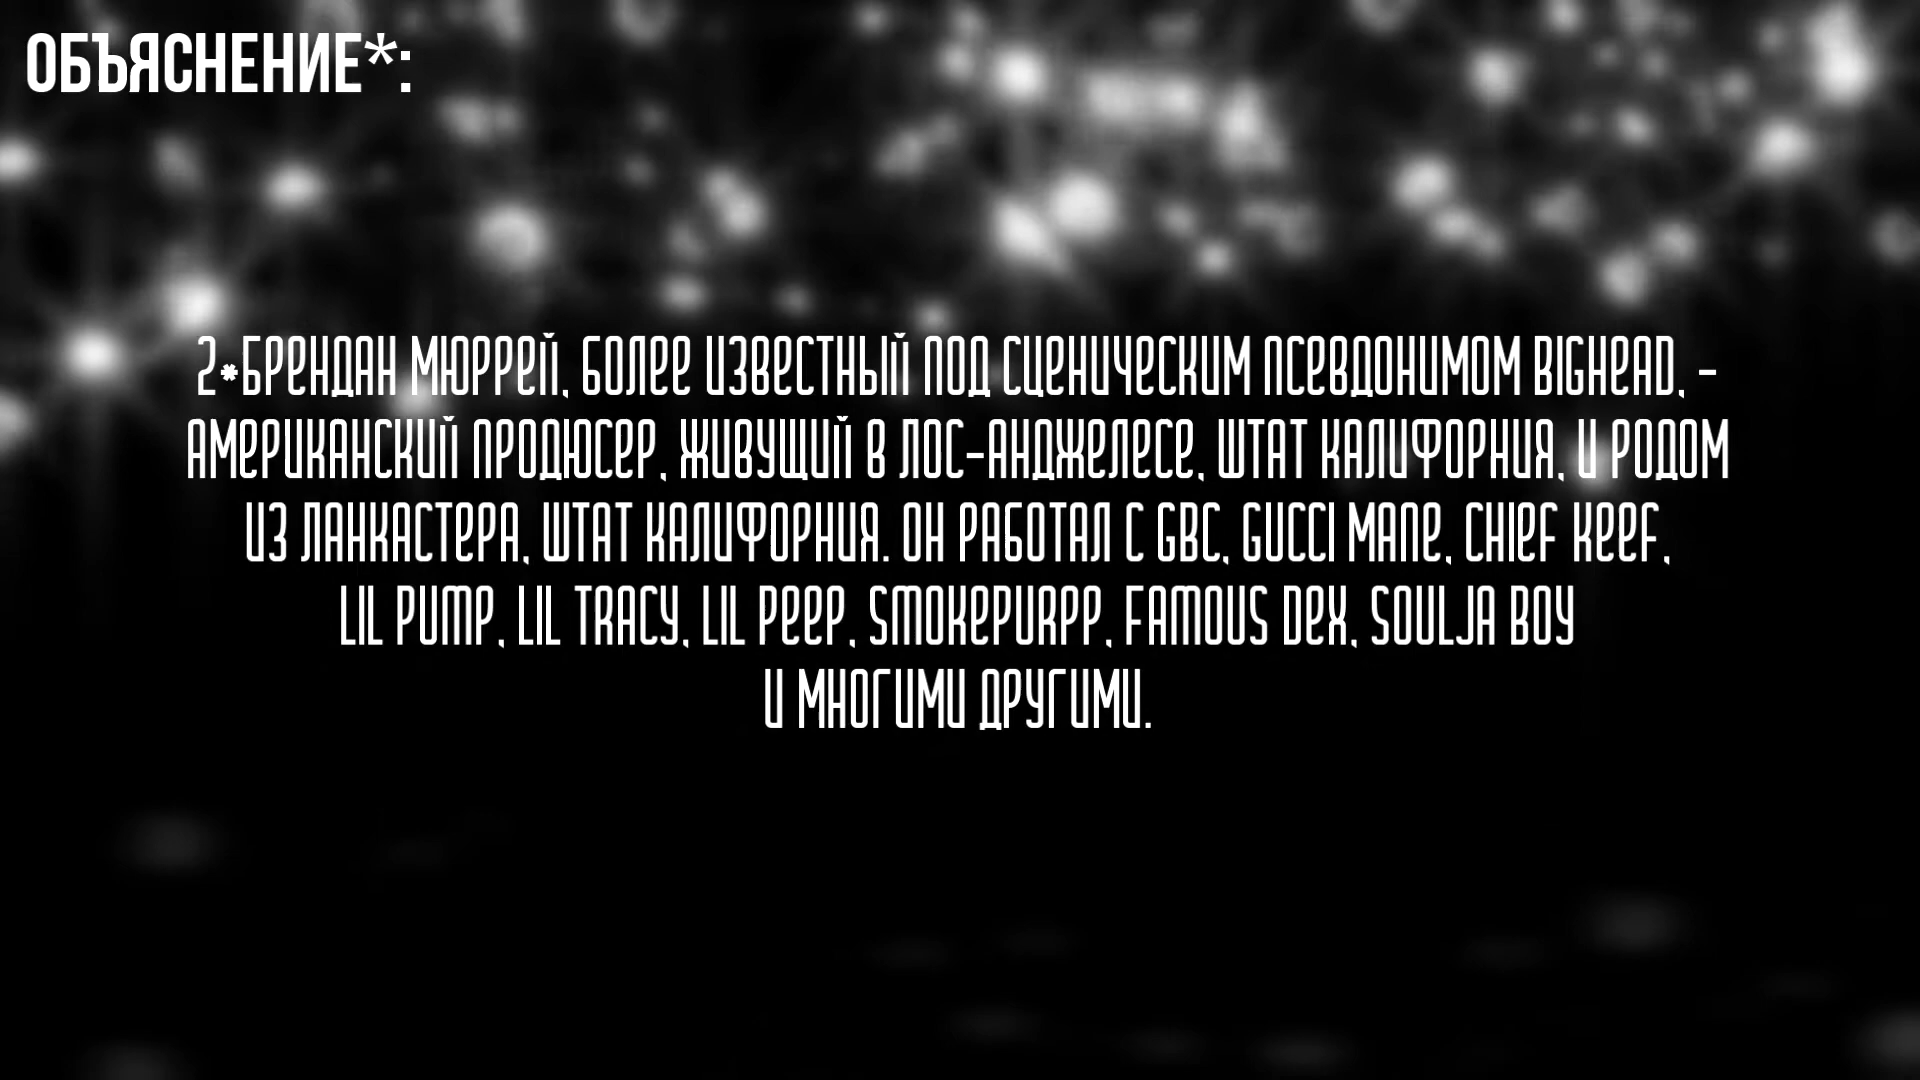 ОБЪЯСНЕНИЕ*:
2*БРЕНДАН МЮРРЕЙ, БОЛЕЕ ИЗВЕСТНЫЙ ПОД СЦЕНИЧЕСКИМ ПСЕВДОНИМОМ BIGHEAD, -
АМЕРИКАНСКИЙ ПРОДЮСЕР, ЖИВУЩИЙ В ЛОС-АНДЖЕЛЕСЕ, ШТАТ КАЛИФОРНИЯ, И РОДОМ
ИЗ ЛАНКАСТЕРА, ШТАТ КАЛИФОРНИЯ. ОН РАБОТАЛ С GBC, GUCCI MANE, CHIEF KEEF,
LIL PUMP, LIL TRACY, LIL PEEP, SMOKEPURPP, FAMOUS DEX, SOULJA BOY
И МНОГИМИ ДРУГИМИ.